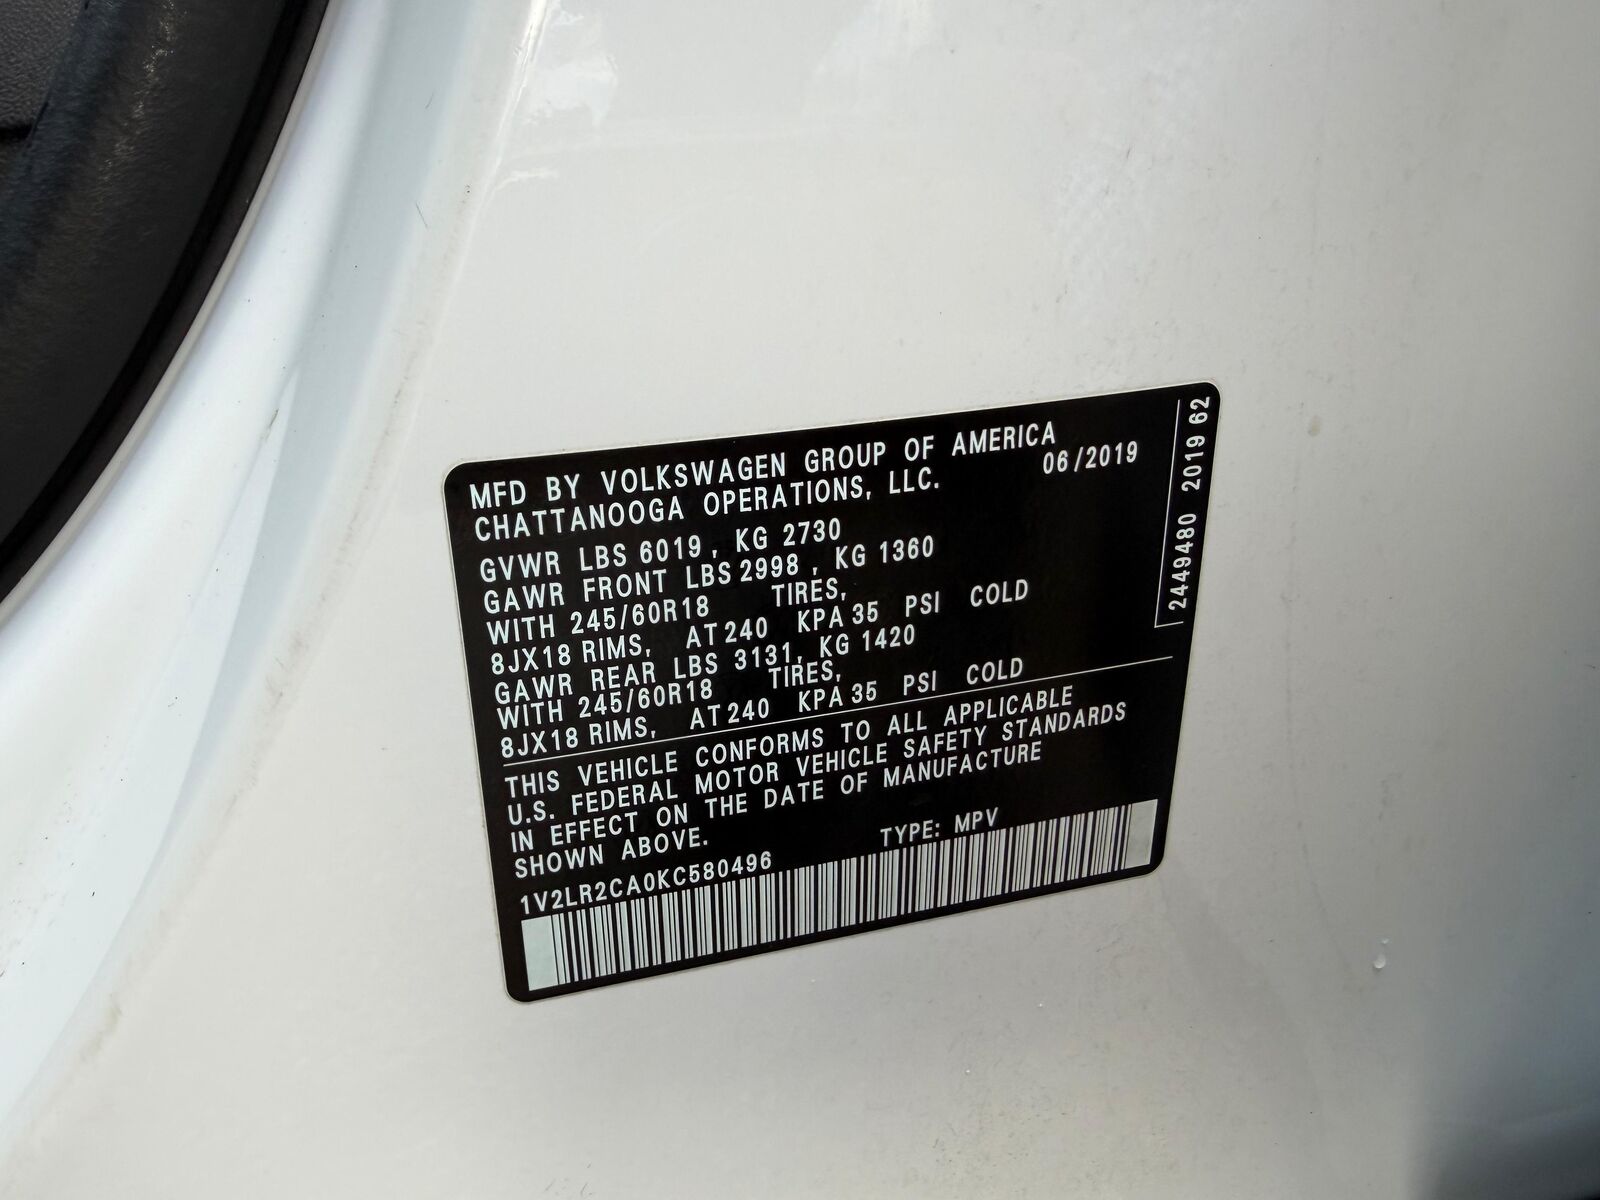 MFD BY VOLKSWAGEN GROUP OF AMERICA
CHATTANOOGA OPERATIONS, LLC. 06/2019
GVWR LBS 6019, KG 2730
GAWR FRONT LBS 2998, KG 1360
WITH 245/60R18 TIRES,
8JX18 RIMS, AT 240 KPA 35 PSI COLD
GAWR REAR LBS 3131, KG 1420
WITH 245/60R18 TIRES,
8JX18 RIMS, AT 240 KPA 35 PSI COLD
THIS VEHICLE CONFORMS TO ALL APPLICABLE
U.S. FEDERAL MOTOR VEHICLE SAFETY STANDARDS
IN EFFECT ON THE DATE OF MANUFACTURE
SHOWN ABOVE. TYPE: MPV
1V2LR2CA0KC580496
2449480 2019 62